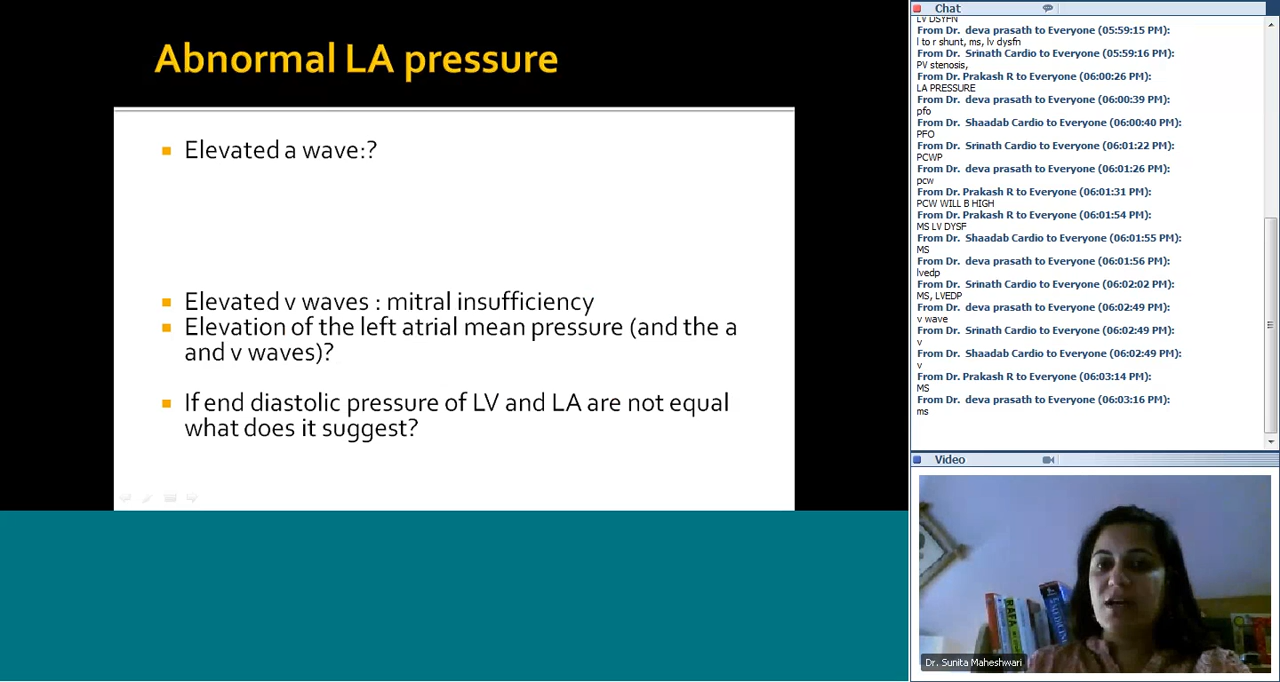 Abnormal LA pressure
Elevated a wave:?
Elevated v waves : mitral insufficiency
Elevation of the left atrial mean pressure (and the a
and v waves)?
If end diastolic pressure of LV and LA are not equal
what does it suggest?
Chat
LV DSYFN
From Dr. deva prasath to Everyone (05:59:15 PM):
l to r shunt, ms, lv dysfn
From Dr. Srinath Cardio to Everyone (05:59:16 PM):
PV stenosis,
From Dr. Prakash R to Everyone (06:00:26 PM):
LA PRESSURE
From Dr. deva prasath to Everyone (06:00:39 PM):
pfo
From Dr. Shaadab Cardio to Everyone (06:00:40 PM):
PFO
From Dr. Srinath Cardio to Everyone (06:01:22 PM):
PCWP
From Dr. deva prasath to Everyone (06:01:26 PM):
pcw
From Dr. Prakash R to Everyone (06:01:31 PM):
PCW WILL B HIGH
From Dr. Prakash R to Everyone (06:01:54 PM):
MS LV DYSF
From Dr. Shaadab Cardio to Everyone (06:01:55 PM):
MS
From Dr. deva prasath to Everyone (06:01:56 PM):
lvedp
From Dr. Srinath Cardio to Everyone (06:02:02 PM):
MS, LVEDP
From Dr. deva prasath to Everyone (06:02:49 PM):
v wave
From Dr. Srinath Cardio to Everyone (06:02:49 PM):
v
From Dr. Shaadab Cardio to Everyone (06:02:49 PM):
v
From Dr. Prakash R to Everyone (06:03:14 PM):
MS
From Dr. deva prasath to Everyone (06:03:16 PM):
ms
Video
RAFA
Dr. Sunita Maheshwari